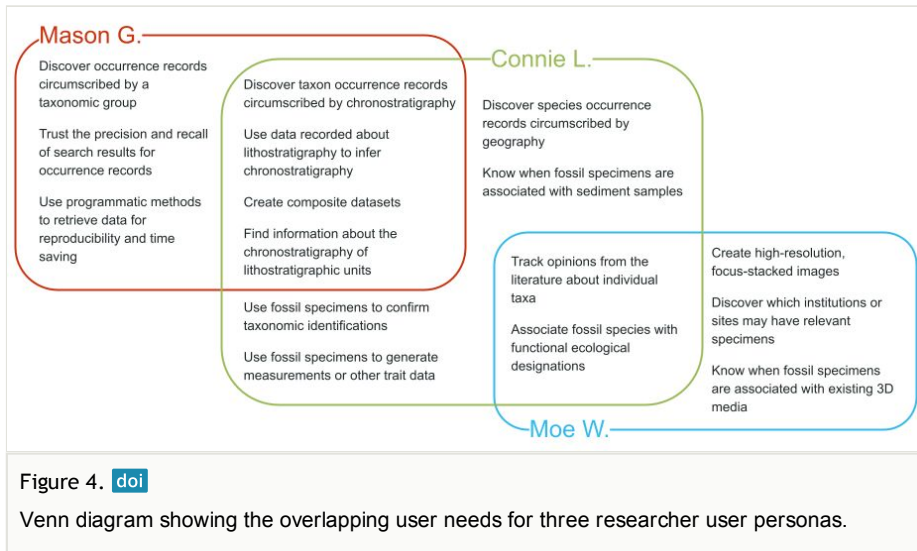 Mason G.
Discover occurrence records
circumscribed by a
taxonomic group
Trust the precision and recall
of search results for
occurrence records
Use programmatic methods
to retrieve data for
reproducibility and time
saving
Discover taxon occurrence records
circumscribed by chronostratigraphy
Use data recorded about
lithostratigraphy to infer
chronostratigraphy
Create composite datasets
Find information about the
chronostratigraphy of
lithostratigraphic units
Use fossil specimens to confirm
taxonomic identifications
Use fossil specimens to generate
measurements or other trait data
Connie L.
Discover species occurrence
records circumscribed by
geography
Know when fossil specimens are
associated with sediment samples
Track opinions from the
literature about individual
taxa
Associate fossil species with
functional ecological
designations
Create high-resolution,
focus-stacked images
Discover which institutions or
sites may have relevant
specimens
Know when fossil specimens
are associated with existing 3D
media
Moe W.
Figure 4. doi
Venn diagram showing the overlapping user needs for three researcher user personas.